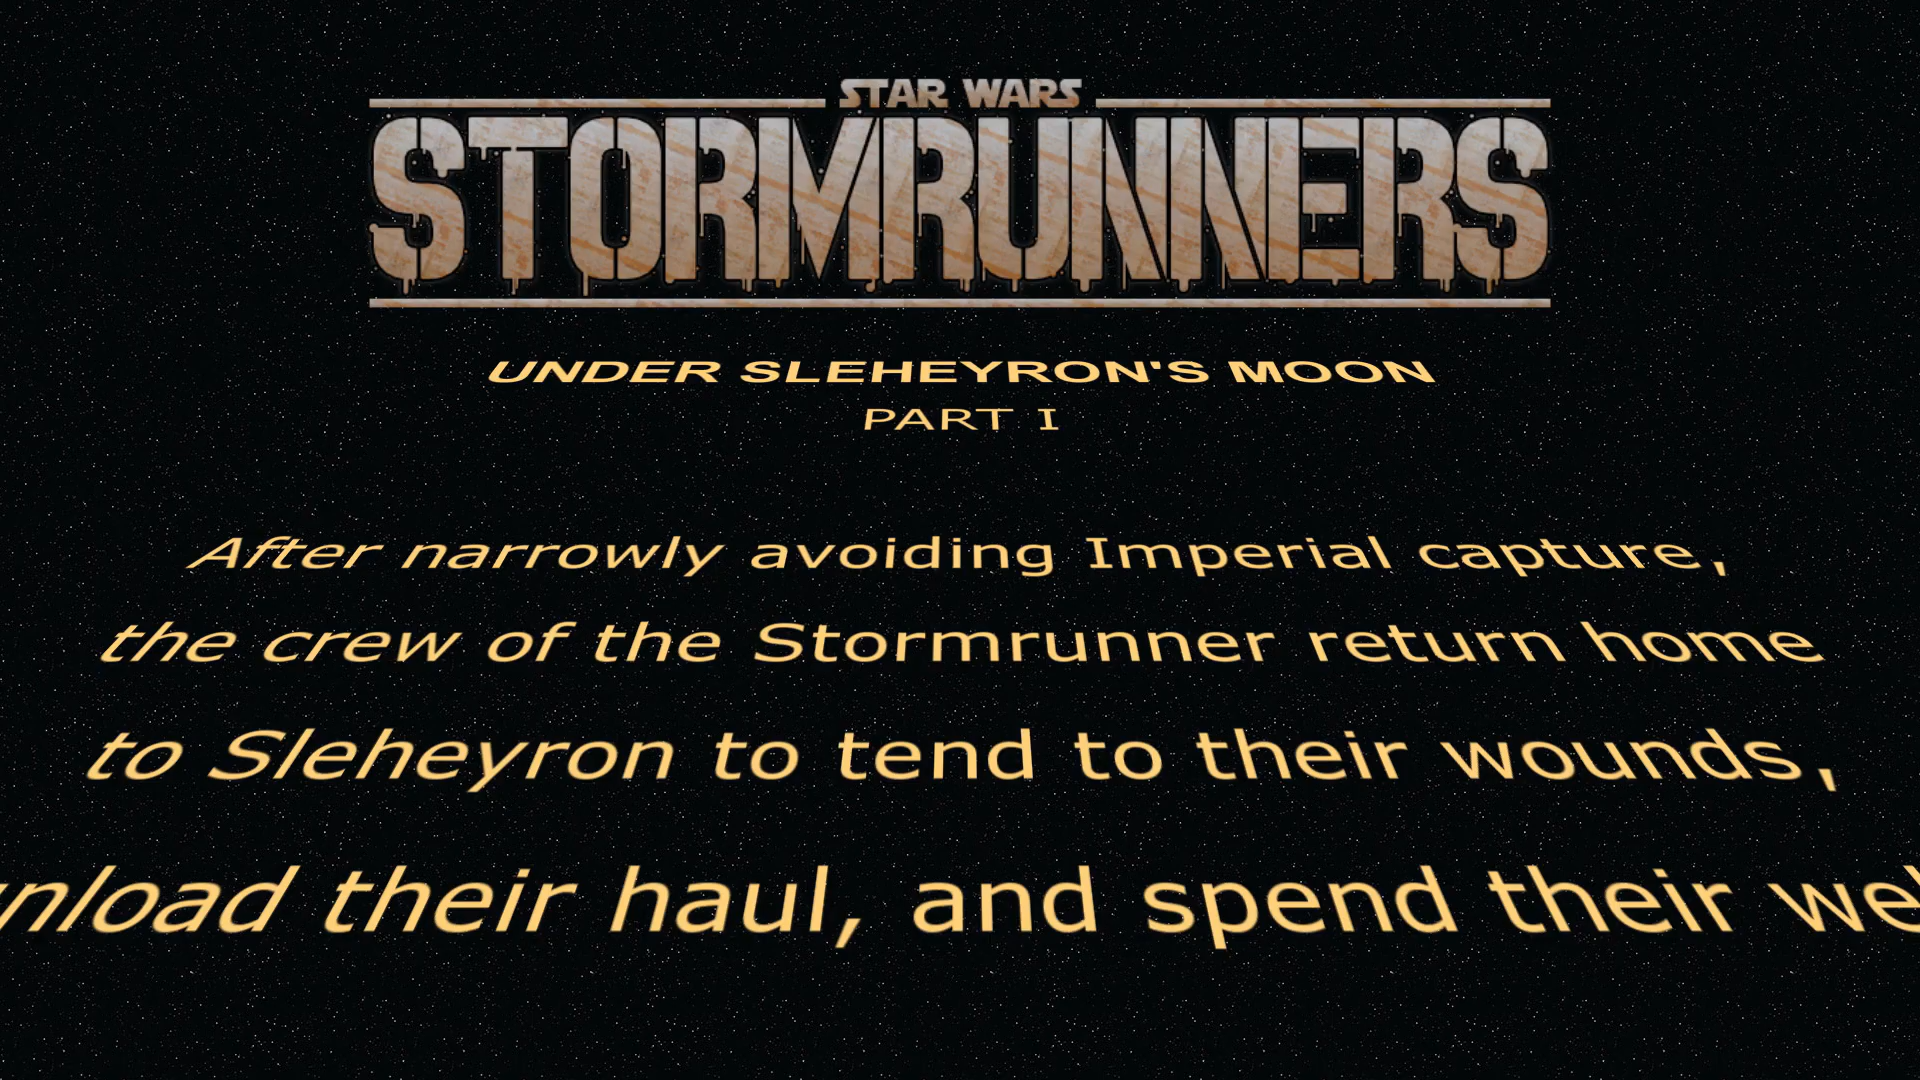 STAR WARS
STORMRUNNERS
UNDER SLEHEYRON'S MOON
PART I
After narrowly avoiding Imperial capture,
the crew of the Stormrunner return home
to Sleheyron to tend to their wounds,
their haul, and spend their